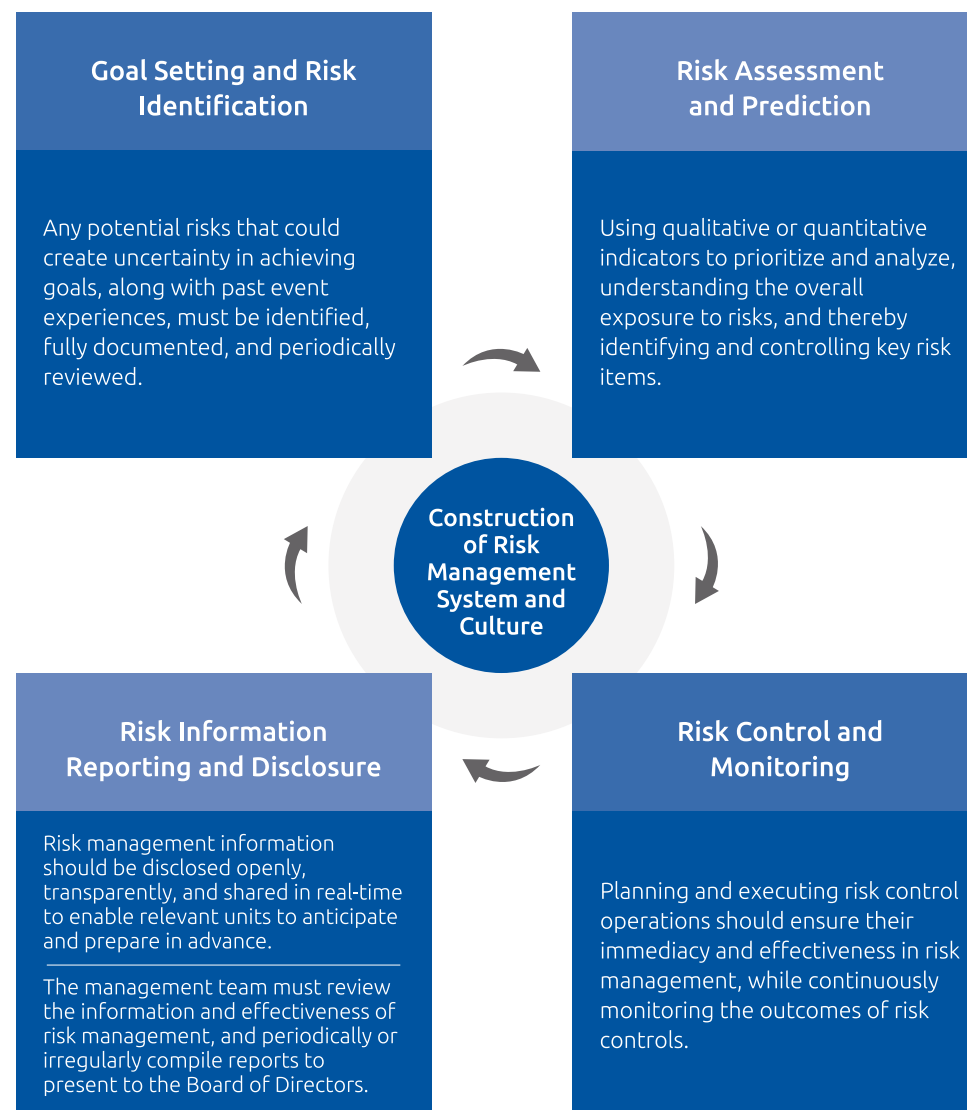 Goal Setting and Risk
Identification
Any potential risks that could
create uncertainty in achieving
goals, along with past event
experiences, must be identified,
fully documented, and periodically
reviewed.
Risk Assessment
and Prediction
Using qualitative or quantitative
indicators to prioritize and analyze,
understanding the overall
exposure to risks, and thereby
identifying and controlling key risk
items.
Construction
of Risk
Management
System and
Culture
Risk Information
Reporting and Disclosure
Risk management information
should be disclosed openly,
transparently, and shared in real-time
to enable relevant units to anticipate
and prepare in advance.
The management team must review
the information and effectiveness of
risk management, and periodically or
irregularly compile reports to
present to the Board of Directors.
Risk Control and
Monitoring
Planning and executing risk control
operations should ensure their
immediacy and effectiveness in risk
management, while continuously
monitoring the outcomes of risk
controls.